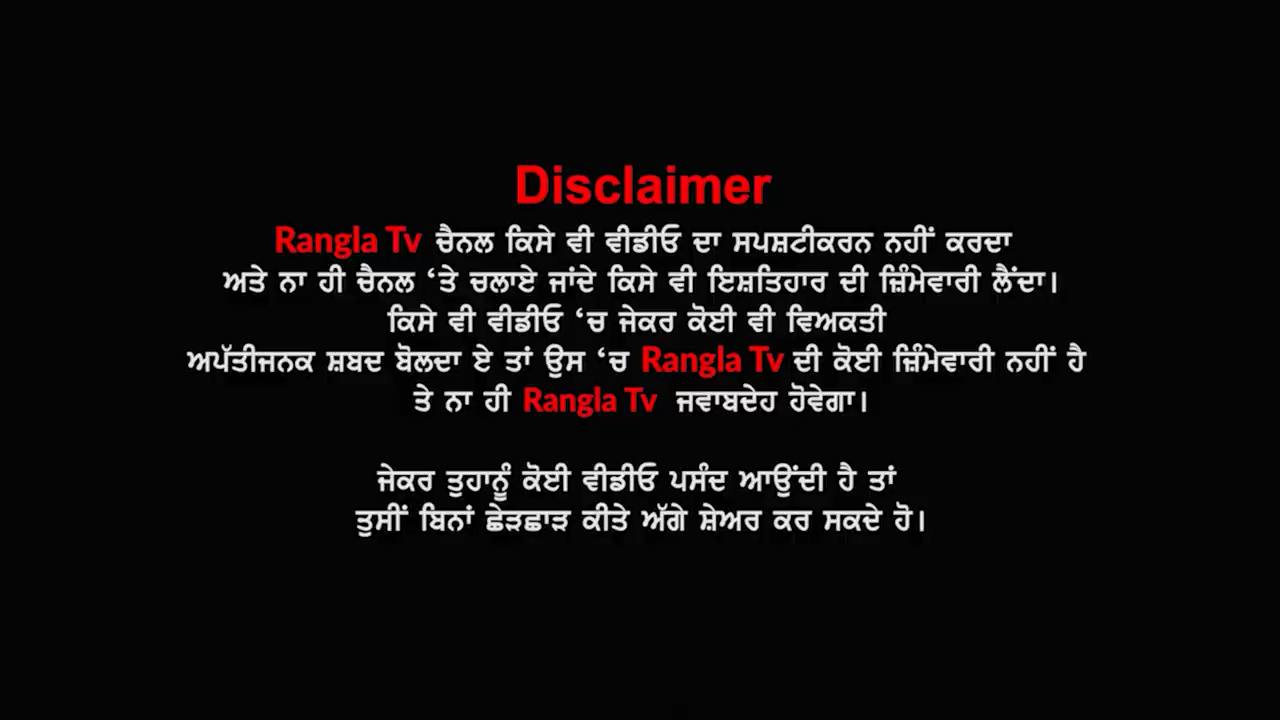 Disclaimer
Rangla Tv ਚੈਨਲ ਕਿਸੇ ਵੀ ਵੀਡੀਓ ਦਾ ਸਪਸ਼ਟੀਕਰਨ ਨਹੀਂ ਕਰਦਾ
ਅਤੇ ਨਾ ਹੀ ਚੈਨਲ ‘ਤੇ ਚਲਾਏ ਜਾਂਦੇ ਕਿਸੇ ਵੀ ਇਸ਼ਤਿਹਾਰ ਦੀ ਜ਼ਿੰਮੇਵਾਰੀ ਲੈਂਦਾ।
ਕਿਸੇ ਵੀ ਵੀਡੀਓ ‘ਚ ਜੇਕਰ ਕੋਈ ਵੀ ਵਿਅਕਤੀ
ਅਪੱਤੀਜਨਕ ਸ਼ਬਦ ਬੋਲਦਾ ਏ ਤਾਂ ਉਸ ‘ਚ Rangla Tv ਦੀ ਕੋਈ ਜ਼ਿੰਮੇਵਾਰੀ ਨਹੀਂ ਹੈ
ਤੇ ਨਾ ਹੀ Rangla Tv ਜਵਾਬਦੇਹ ਹੋਵੇਗਾ।
ਜੇਕਰ ਤੁਹਾਨੂੰ ਕੋਈ ਵੀਡੀਓ ਪਸੰਦ ਆਉਂਦੀ ਹੈ ਤਾਂ
ਤੁਸੀਂ ਬਿਨਾਂ ਛੇੜਛਾੜ ਕੀਤੇ ਅੱਗੇ ਸ਼ੇਅਰ ਕਰ ਸਕਦੇ ਹੋ।